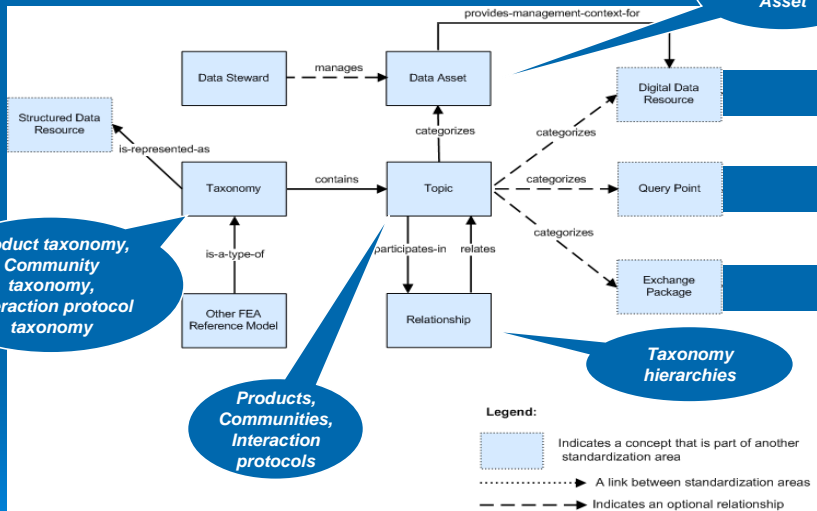 Asset
provides-management-context-for
Data Steward
manages
Data Asset
Digital Data
Resource
Structured Data
Resource
is-represented-as
categorizes
categorizes
Taxonomy
contains
Topic
categorizes
Query Point
categorizes
taxonomy,
Community
taxonomy,
protocol
taxonomy
is-a-type-of
participates-in
relates
Exchange
Package
Other FEA
Reference Model
Relationship
Taxonomy
hierarchies
Products,
Communities,
Interaction
protocols
Legend:
Indicates a concept that is part of another
standardization area
A link between standardization areas
Indicates an optional relationship